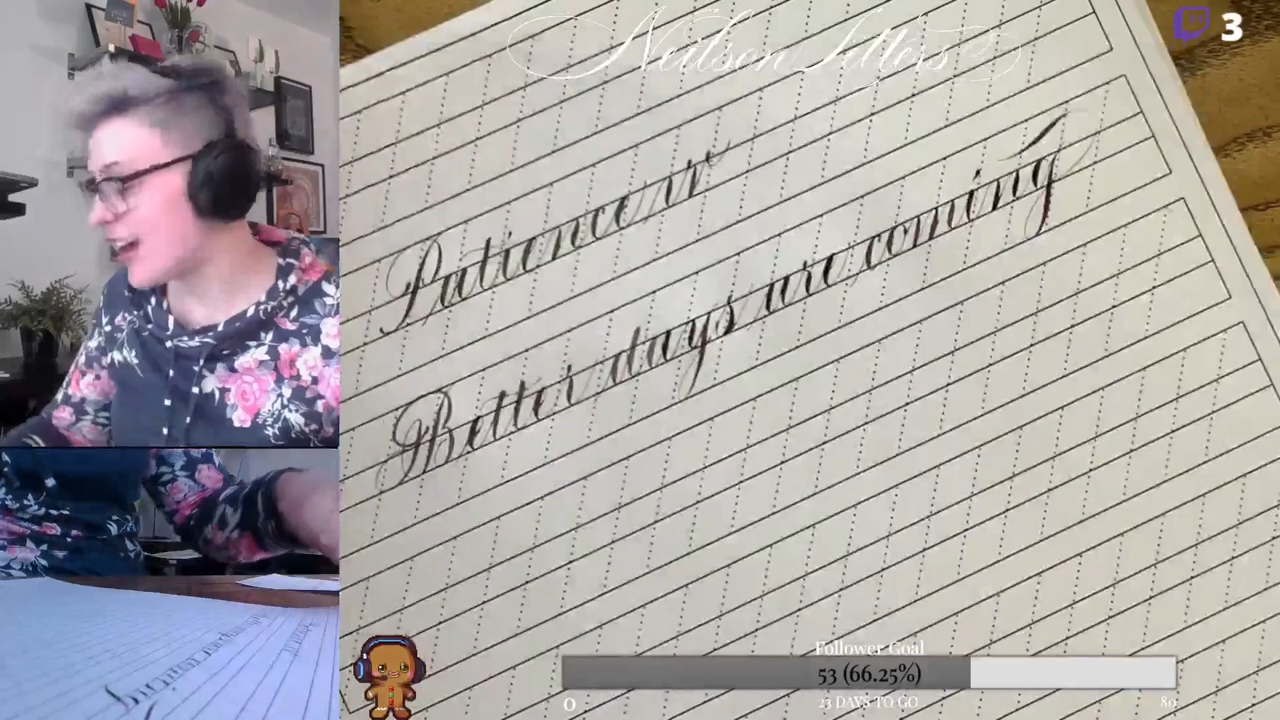 Neilson Letters
3
Patience is
Better days are coming
Follower Goal
53 (66.25%)
0
23 DAYS TO GO
80